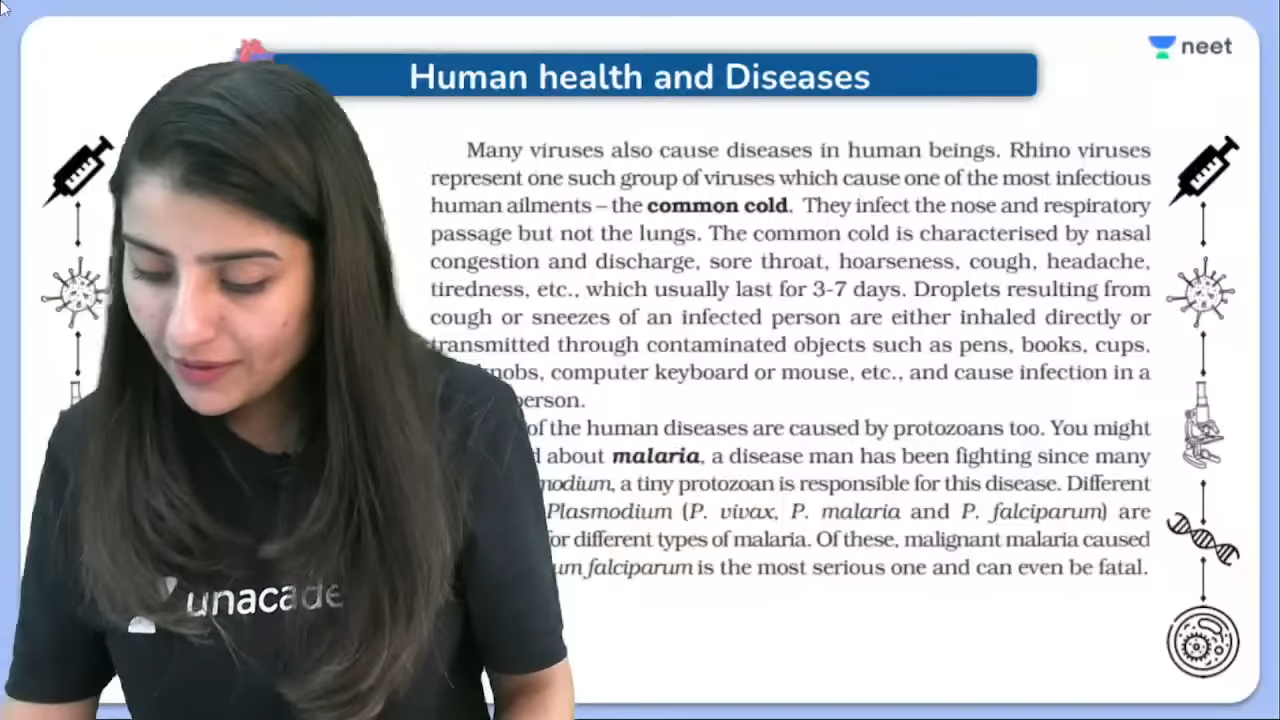 neet
Human health and Diseases
Many viruses also cause diseases in human beings. Rhino viruses
represent one such group of viruses which cause one of the most infectious
human ailments – the common cold. They infect the nose and respiratory
passage but not the lungs. The common cold is characterised by nasal
congestion and discharge, sore throat, hoarseness, cough, headache,
tiredness, etc., which usually last for 3-7 days. Droplets resulting from
cough or sneezes of an infected person are either inhaled directly or
transmitted through contaminated objects such as pens, books, cups,
knobs, computer keyboard or mouse, etc., and cause infection in a
person.
of the human diseases are caused by protozoans too. You might
about malaria, a disease man has been fighting since many
modium, a tiny protozoan is responsible for this disease. Different
Plasmodium (P. vivax, P. malaria and P. falciparum) are
for different types of malaria. Of these, malignant malaria caused
um falciparum is the most serious one and can even be fatal.
unacade